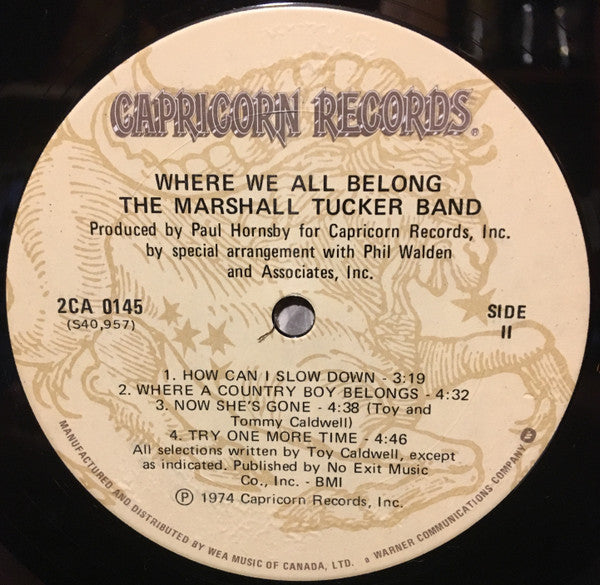 CAPRICORN RECORDS®
WHERE WE ALL BELONG
THE MARSHALL TUCKER BAND
Produced by Paul Hornsby for Capricorn Records, Inc.
by special arrangement with Phil Walden
and Associates, Inc.
2CA 0145
(S40,957)
SIDE
II
1. HOW CAN I SLOW DOWN - 3:19
2. WHERE A COUNTRY BOY BELONGS - 4:32
3. NOW SHE'S GONE - 4:38 (Toy and
Tommy Caldwell)
4. TRY ONE MORE TIME - 4:46
All selections written by Toy Caldwell, except
as indicated. Published by No Exit Music
Co., Inc. - BMI
Ⓟ 1974 Capricorn Records, Inc.
MANUFACTURED AND DISTRIBUTED BY WEA MUSIC OF CANADA, LTD. a WARNER COMMUNICATIONS COMPANY